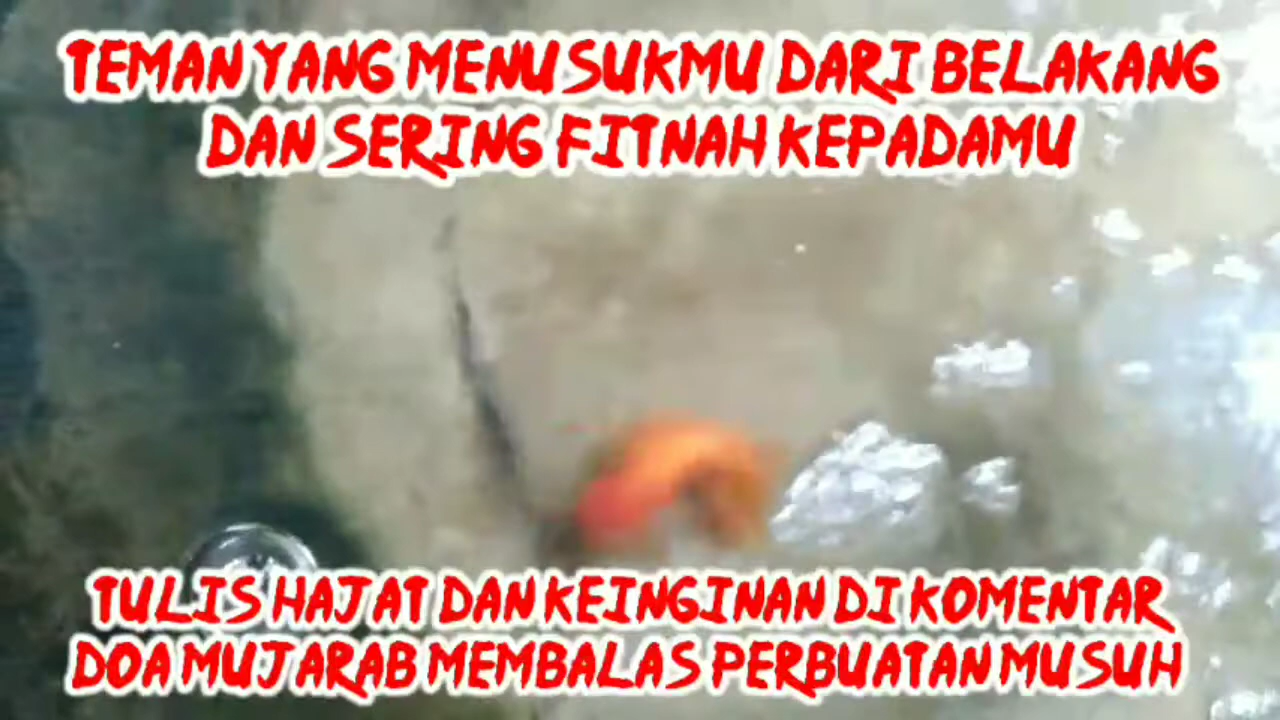 TEMAN YANG MENUSUKMU DARI BELAKANG
DAN SERING FITNAH KEPADAMU
TULIS HAJAT DAN KEINGINAN DI KOMENTAR
DOA MUJARAB MEMBALAS PERBUATAN MUSUH